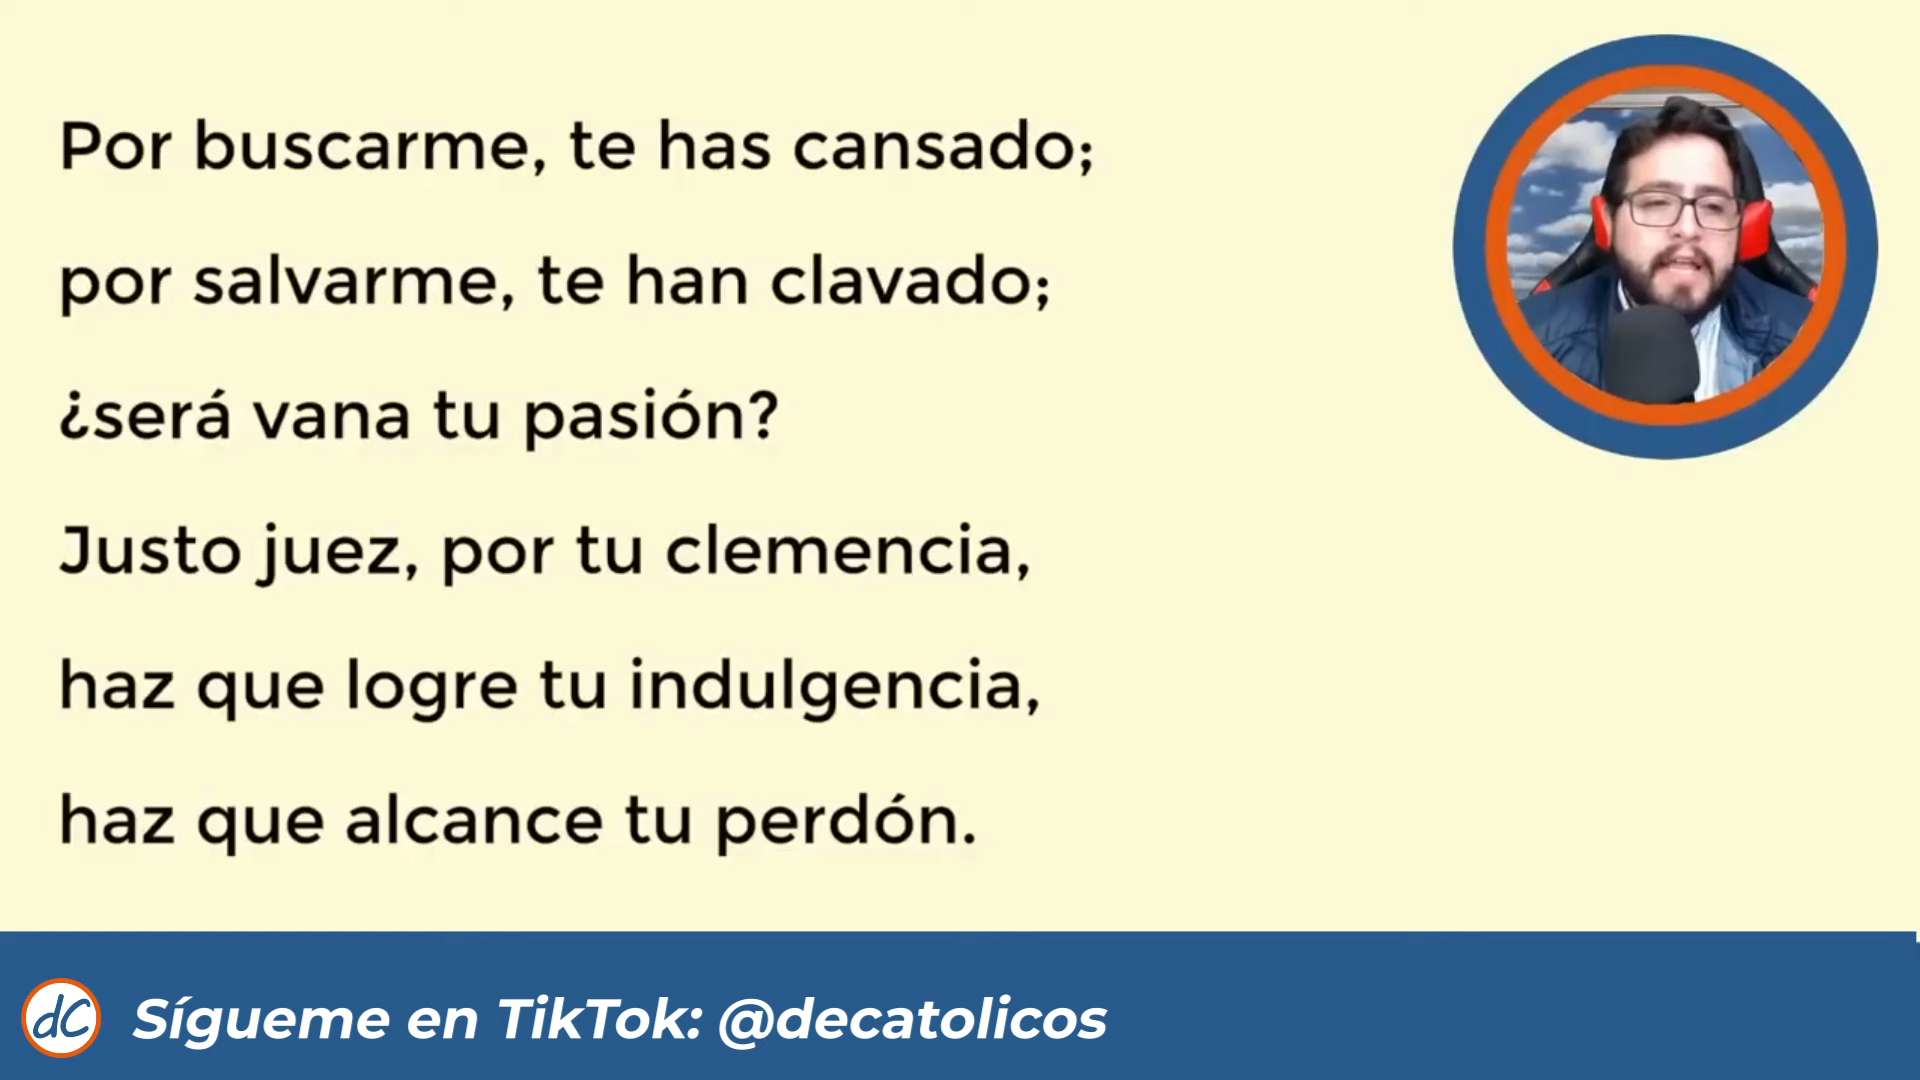 Por buscarme, te has cansado;
por salvarme, te han clavado;
¿será vana tu pasión?
Justo juez, por tu clemencia,
haz que logre tu indulgencia,
haz que alcance tu perdón.
dC Sígueme en TikTok: @decatolicos